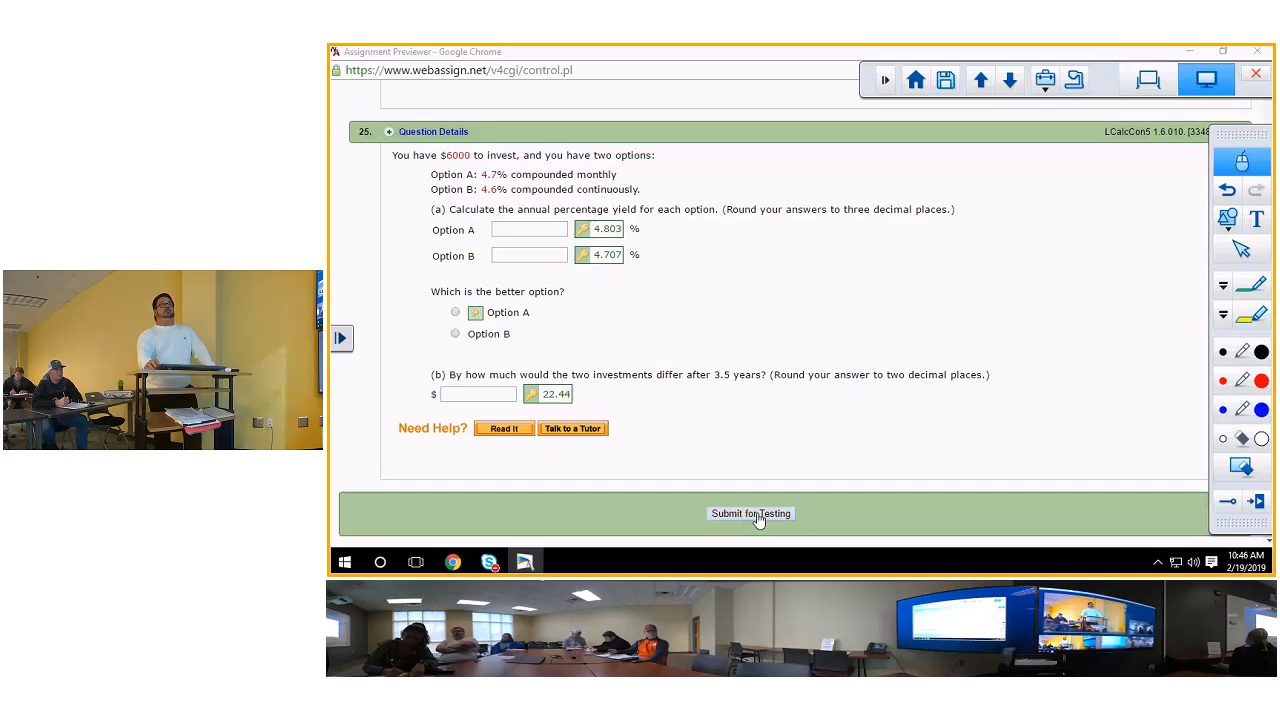 Assignment Previewer - Google Chrome
https://www.webassign.net/v4cgi/control.pl
25. Question Details LCalcCon5 1.6.010. [3348
You have $6000 to invest, and you have two options:
Option A: 4.7% compounded monthly
Option B: 4.6% compounded continuously.
(a) Calculate the annual percentage yield for each option. (Round your answers to three decimal places.)
Option A 4.803 %
Option B 4.707 %
Which is the better option?
Option A
Option B
(b) By how much would the two investments differ after 3.5 years? (Round your answer to two decimal places.)
$ 22.44
Need Help? Read It Talk to a Tutor
Submit for Testing
T
10:46 AM
2/19/2019